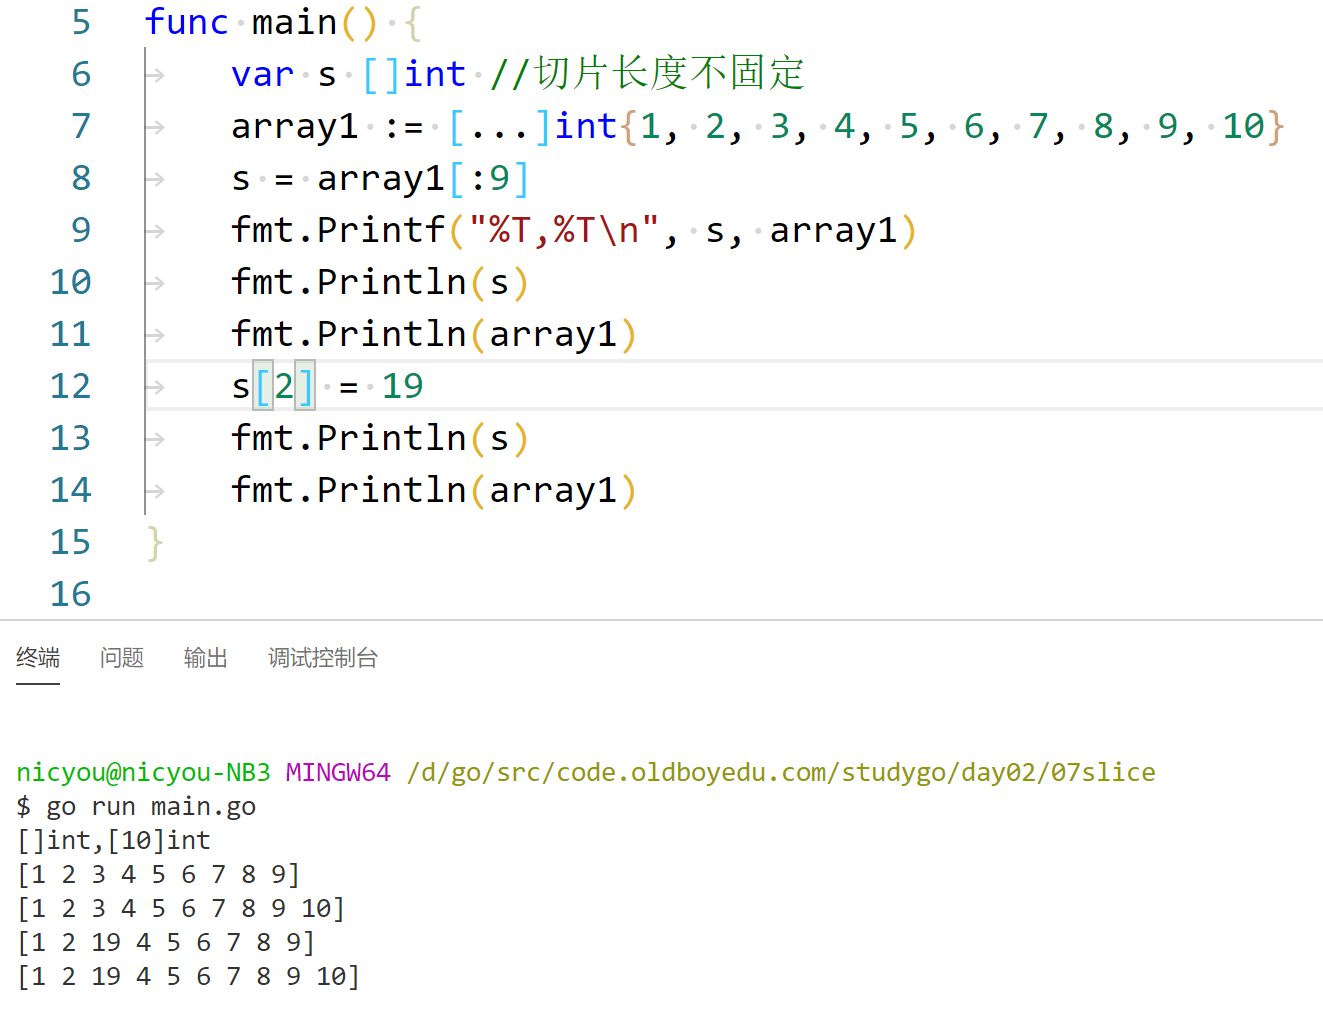 5 func main() {
6 var s []int //切片长度不固定
7 array1 := [...]int{1, 2, 3, 4, 5, 6, 7, 8, 9, 10}
8 s = array1[:9]
9 fmt.Printf("%T,%T\n", s, array1)
10 fmt.Println(s)
11 fmt.Println(array1)
12 s[2] = 19
13 fmt.Println(s)
14 fmt.Println(array1)
15 }
16
终端 问题 输出 调试控制台
nicyou@nicyou-NB3 MINGW64 /d/go/src/code.oldboyedu.com/studygo/day02/07slice
$ go run main.go
[]int,[10]int
[1 2 3 4 5 6 7 8 9]
[1 2 3 4 5 6 7 8 9 10]
[1 2 19 4 5 6 7 8 9]
[1 2 19 4 5 6 7 8 9 10]